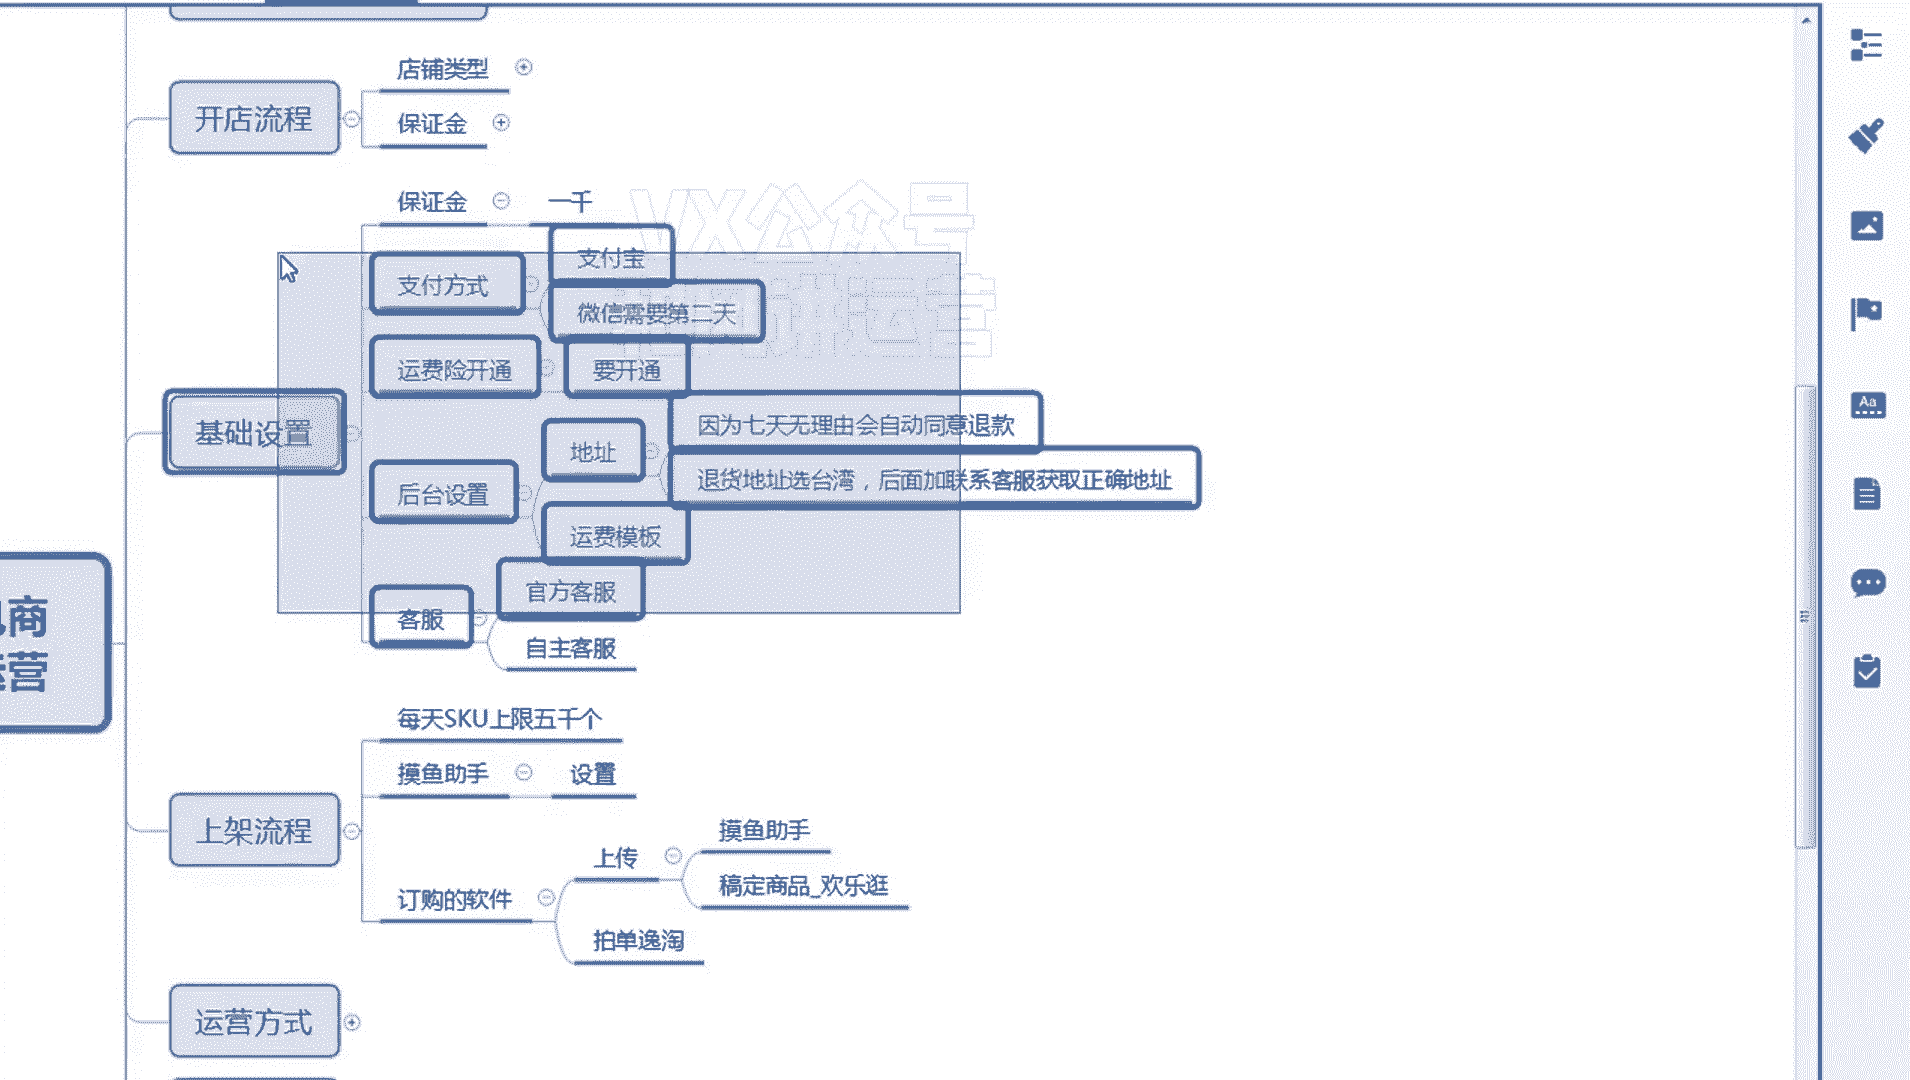 店铺类型
开店流程
保证金
保证金
一千
VX公众号
支付宝
支付方式
微信需要第二天
讲运营
运费险开通
要开通
基础设置
因为七天无理由会自动同意退款
地址
退货地址选台湾，后面加联系客服获取正确地址
后台设置
运费模板
官方客服
客服
自主客服
商
营
每天SKU上限五千个
摸鱼助手
设置
上架流程
摸鱼助手
上传
稿定商品_欢乐逛
订购的软件
拍单逸淘
运营方式
Aa